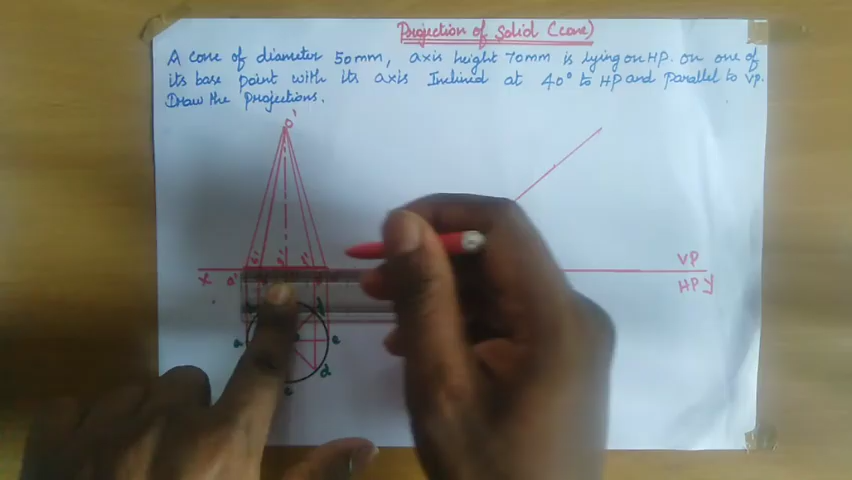 Projection of Solid (cone)
A cone of diameter 50mm, axis height 70mm is lying on HP. on one of
its base point with its axis Inclined at 40° to HP and parallel to VP.
Draw the projections.
o'
VP
X
a'
HP Y
b
a
e
d
c